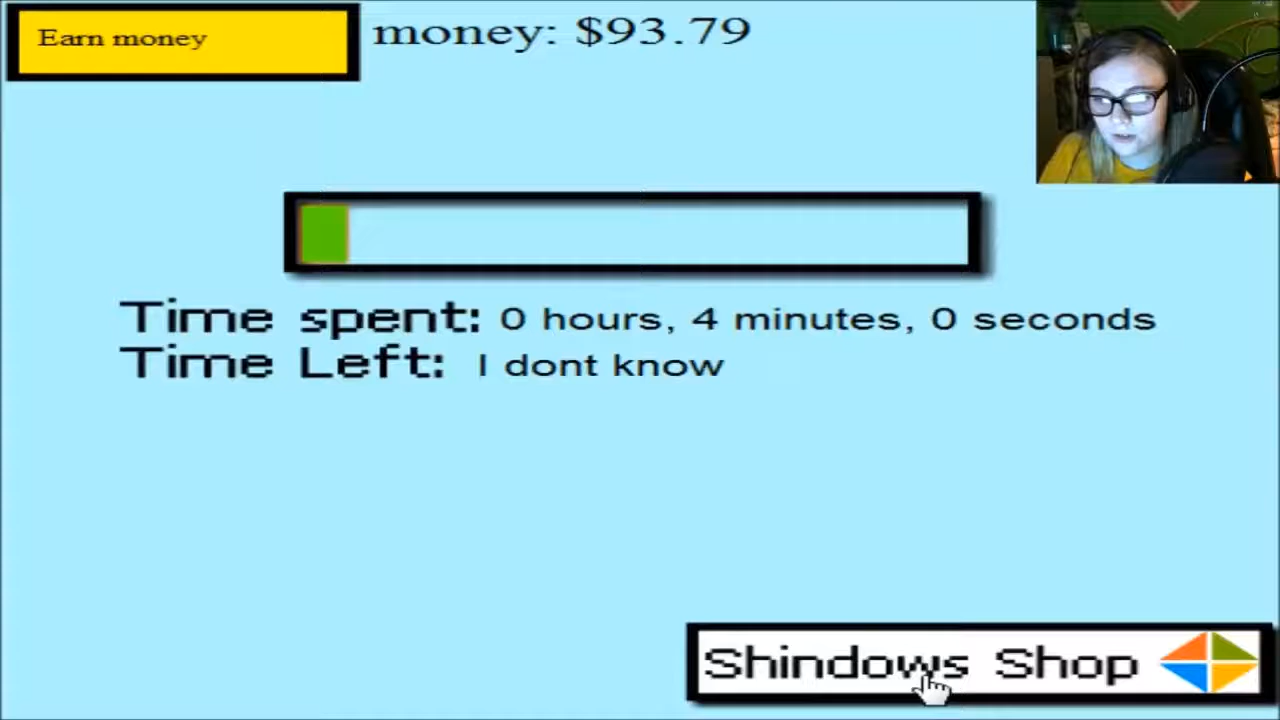 Earn money
money: $93.79
Time spent: 0 hours, 4 minutes, 0 seconds
Time Left: I dont know
Shindows Shop